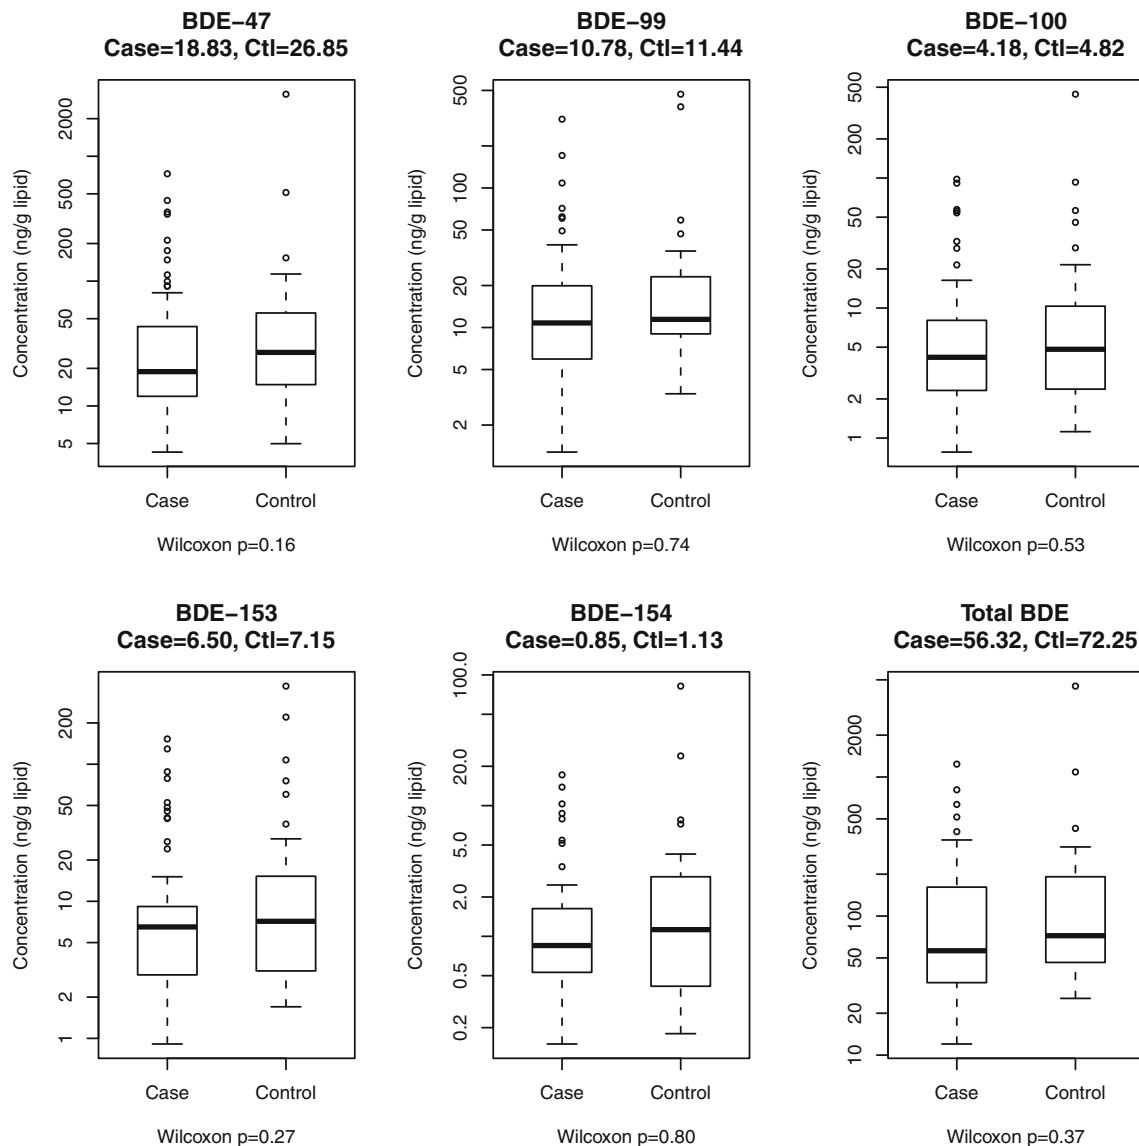 BDE−47
Case=18.83, Ctl=26.85
Concentration (ng/g lipid)
2000
500
200
50
20
10
5
Case
Control
Wilcoxon p=0.16
BDE−99
Case=10.78, Ctl=11.44
Concentration (ng/g lipid)
500
100
50
20
10
5
2
Case
Control
Wilcoxon p=0.74
BDE−100
Case=4.18, Ctl=4.82
Concentration (ng/g lipid)
500
200
50
20
10
5
2
1
Case
Control
Wilcoxon p=0.53
BDE−153
Case=6.50, Ctl=7.15
Concentration (ng/g lipid)
200
50
20
10
5
2
1
Case
Control
Wilcoxon p=0.27
BDE−154
Case=0.85, Ctl=1.13
Concentration (ng/g lipid)
100.0
20.0
5.0
2.0
0.5
0.2
Case
Control
Wilcoxon p=0.80
Total BDE
Case=56.32, Ctl=72.25
Concentration (ng/g lipid)
2000
500
100
50
20
10
Case
Control
Wilcoxon p=0.37